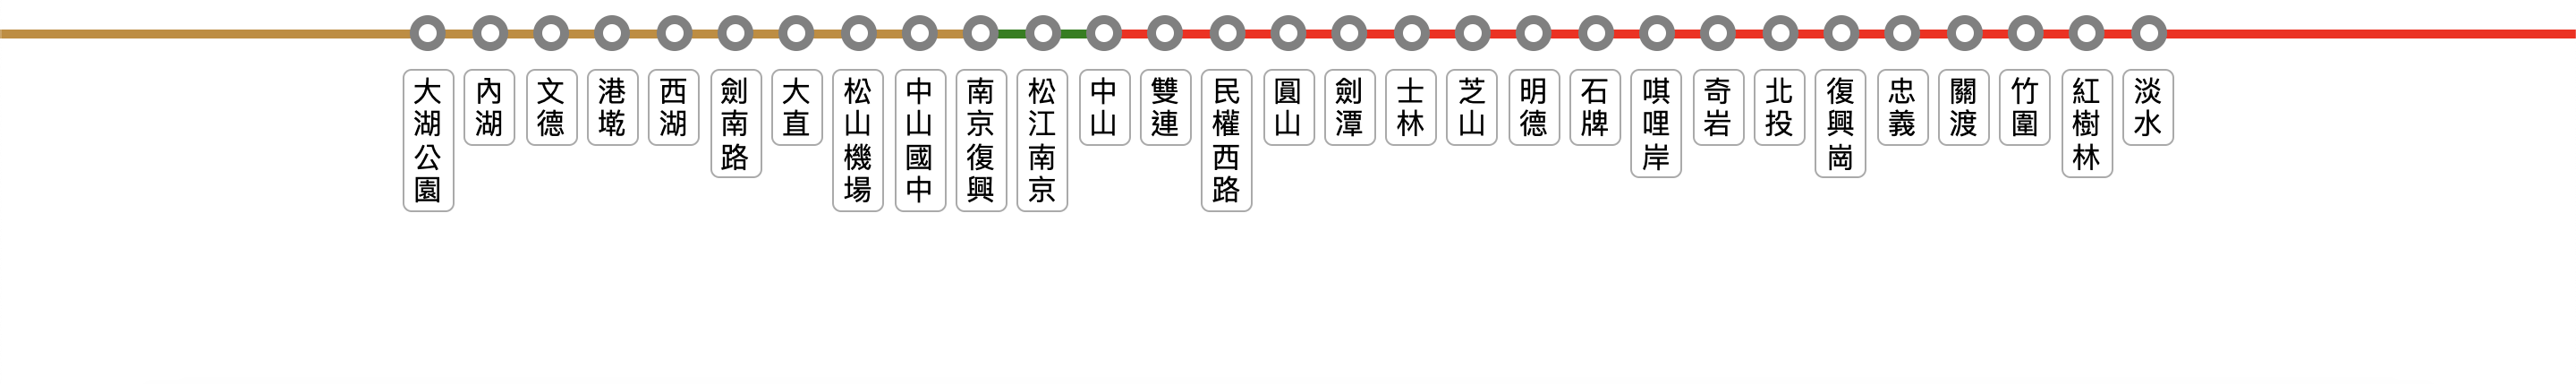 大湖公園
內湖
文德
港墘
西湖
劍南路
大直
松山機場
中山國中
南京復興
松江南京
中山
雙連
民權西路
圓山
劍潭
士林
芝山
明德
石牌
唭哩岸
奇岩
北投
復興崗
忠義
關渡
竹圍
紅樹林
淡水